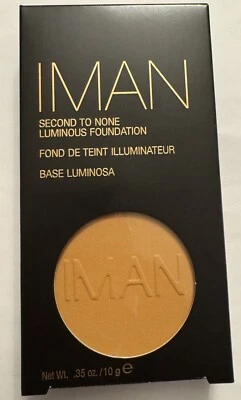 IMAN
SECOND TO NONE
LUMINOUS FOUNDATION
FOND DE TEINT ILLUMINATEUR
BASE LUMINOSA
IMAN
Net Wt. .35 oz. / 10 g ℮